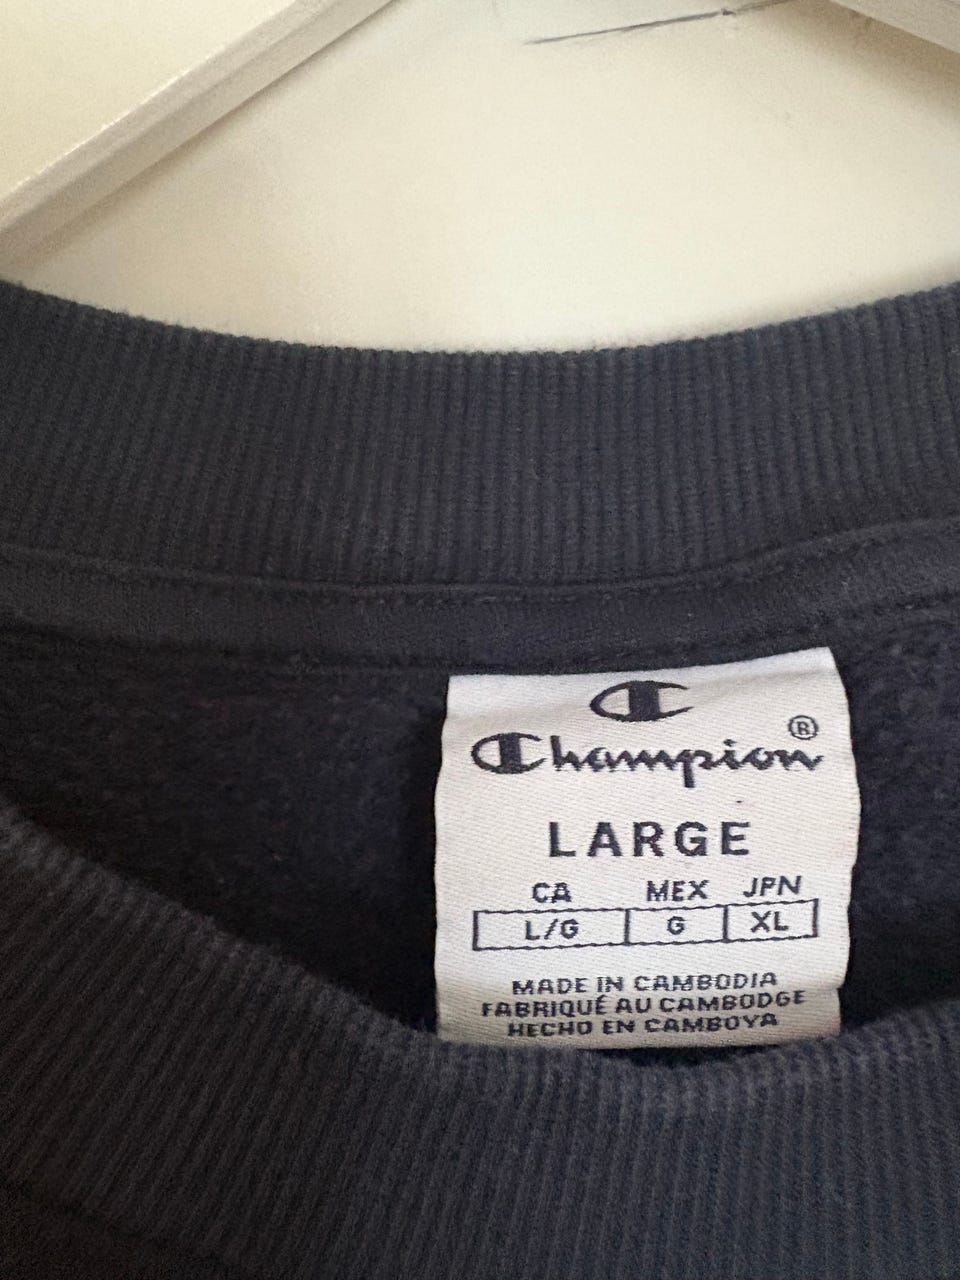 Champion®
LARGE
CA MEX JPN
L/G G XL
MADE IN CAMBODIA
FABRIQUÉ AU CAMBODGE
HECHO EN CAMBOYA